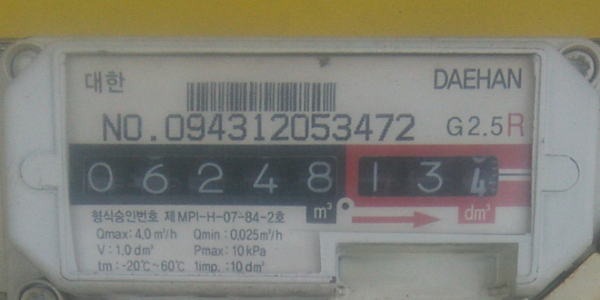 대한 DAEHAN
NO.094312053472 G2.5R
06248 134
m³ dm³
형식승인번호 제 MPI-H-07-84-2호
Qmax: 4.0 m³/h Qmin : 0.025m³/h
V : 1.0 dm³ Pmax: 10 kPa
tm : -20℃~60℃ 1imp. :10 dm³